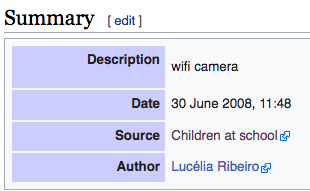 Summary [ edit ]
Description wifi camera
Date 30 June 2008, 11:48
Source Children at school
Author Lucélia Ribeiro